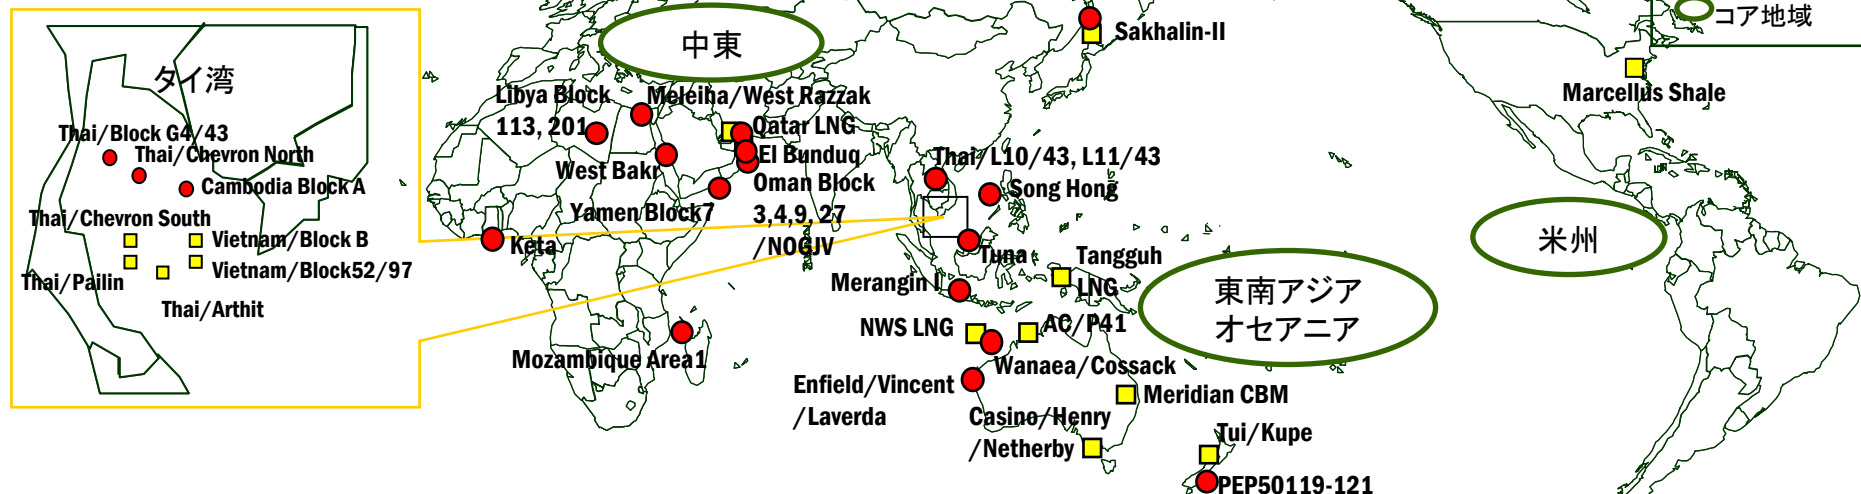 タイ湾
Thai/Block G4/43
Thai/Chevron North
Cambodia Block A
Thai/Chevron South
Vietnam/Block B
Vietnam/Block52/97
Thai/Pailin
Thai/Arthit
中東
Libya Block
113, 201
Meleiha/West Razzak
Qatar LNG
El Bunduq
West Bakr
Oman Block
3,4,9, 27
/NOGJV
Yamen Block7
Keta
Mozambique Area1
Sakhalin-II
Thai/L10/43, L11/43
Song Hong
Tuna
Tangguh
LNG
Merangin I
NWS LNG
AC/P41
Wanaea/Cossack
Enfield/Vincent
/Laverda
Meridian CBM
Casino/Henry
/Netherby
Tui/Kupe
PEP50119-121
東南アジア
オセアニア
米州
Marcellus Shale
コア地域